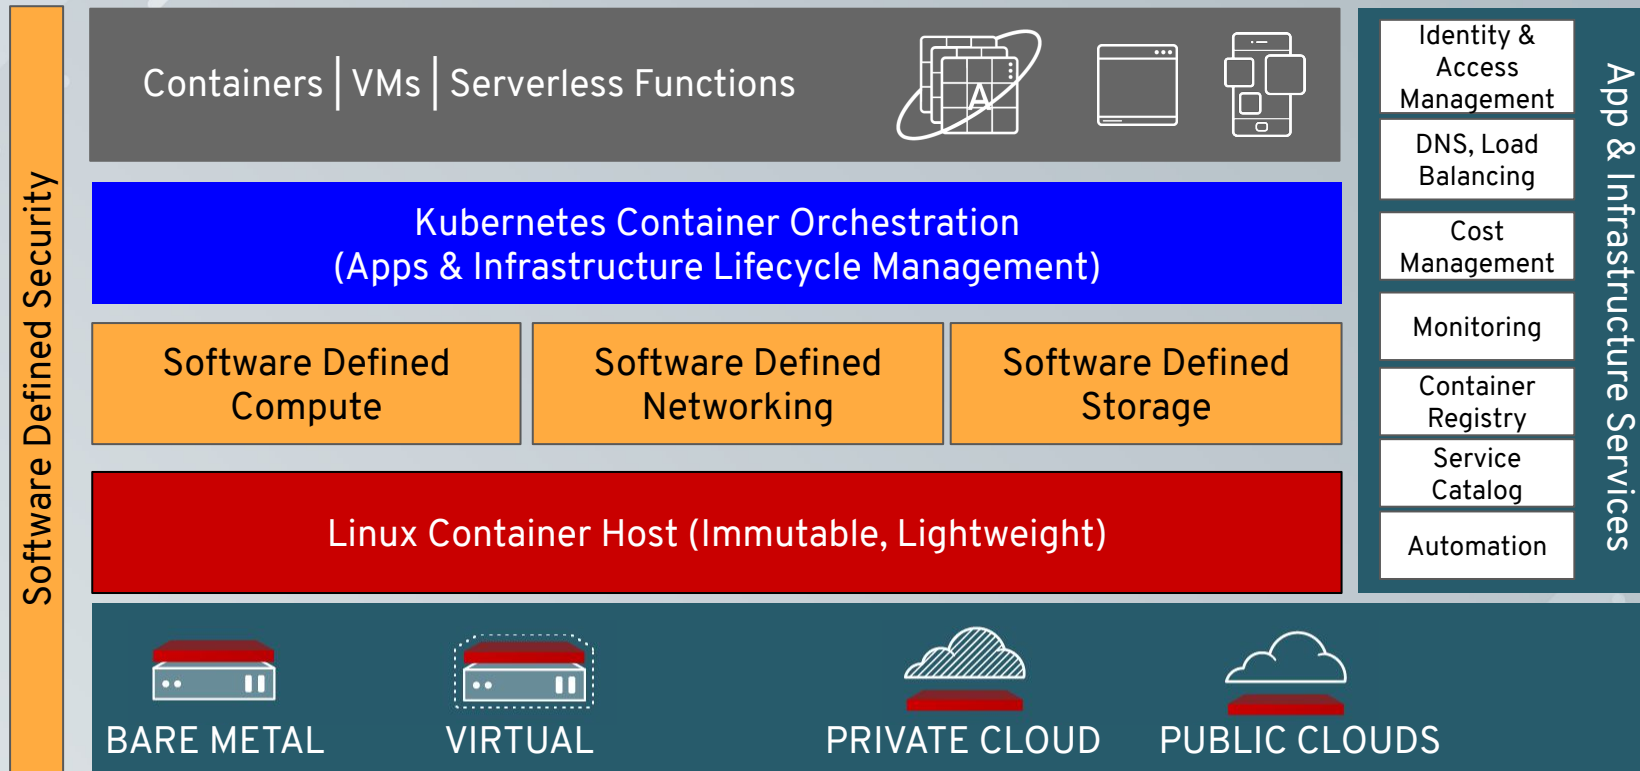 Software Defined Security
Containers | VMs | Serverless Functions
A
Kubernetes Container Orchestration
(Apps & Infrastructure Lifecycle Management)
Software Defined
Compute
Software Defined
Networking
Software Defined
Storage
Linux Container Host (Immutable, Lightweight)
BARE METAL
VIRTUAL
PRIVATE CLOUD
PUBLIC CLOUDS
Identity &
Access
Management
DNS, Load
Balancing
Cost
Management
Monitoring
Container
Registry
Service
Catalog
Automation
App & Infrastructure Services